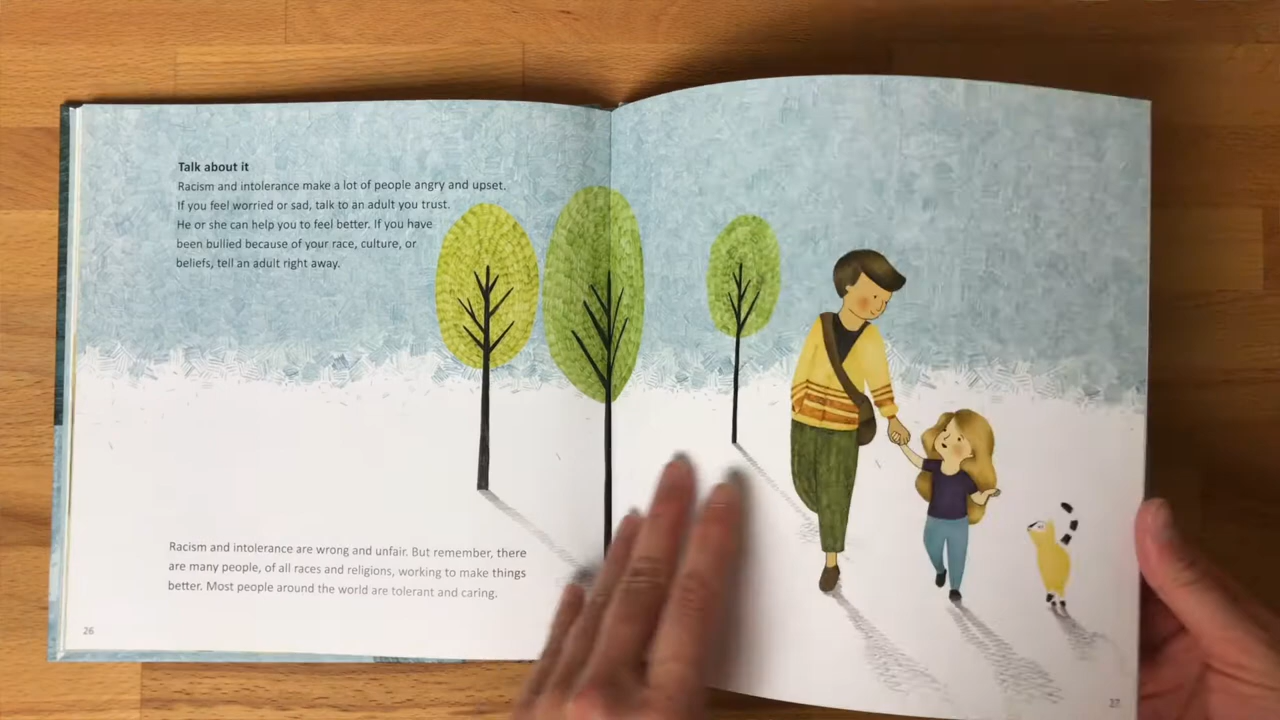 Talk about it
Racism and intolerance make a lot of people angry and upset.
If you feel worried or sad, talk to an adult you trust.
He or she can help you to feel better. If you have
been bullied because of your race, culture, or
beliefs, tell an adult right away.
Racism and intolerance are wrong and unfair. But remember, there
are many people, of all races and religions, working to make things
better. Most people around the world are tolerant and caring.
26
27